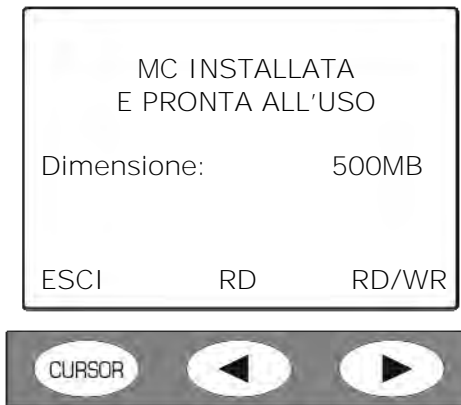 MC INSTALLATA
E PRONTA ALL'USO
Dimensione: 500MB
ESCI RD RD/WR
CURSOR